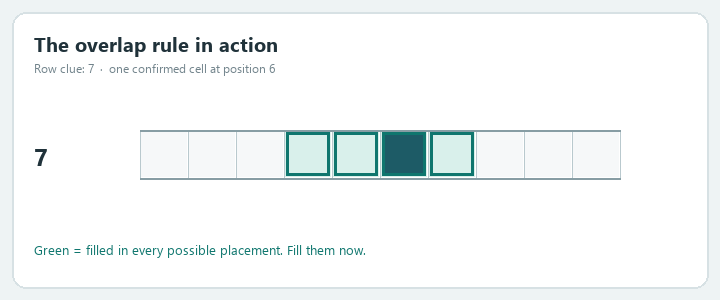 The overlap rule in action
Row clue: 7 · one confirmed cell at position 6
7
Green = filled in every possible placement. Fill them now.